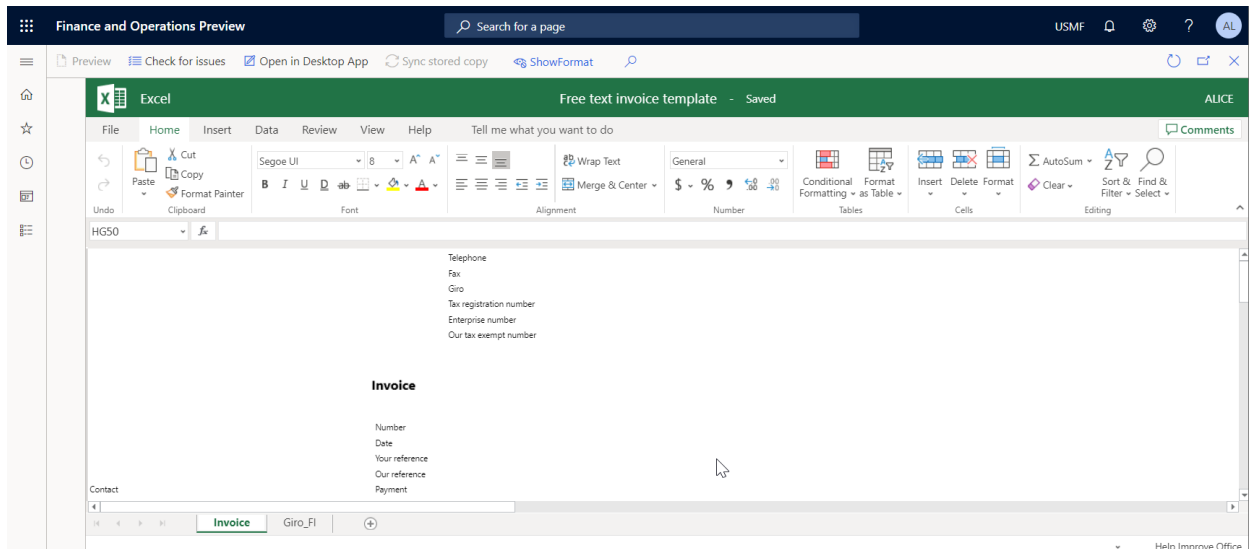 Finance and Operations Preview
Search for a page
USMF
?
AL
Preview
Check for issues
Open in Desktop App
Sync stored copy
ShowFormat
Excel
Free text invoice template - Saved
ALICE
File Home Insert Data Review View Help Tell me what you want to do
Comments
Paste
Cut
Copy
Format Painter
Segoe UI
8
A^ A˅
B I U D ab A
Wrap Text
Merge & Center
General
$ % 9 .00 .00
Conditional Formatting
Format as Table
Insert Delete Format
AutoSum
Clear
Sort & Filter
Find & Select
Undo Clipboard Font Alignment Number Tables Cells Editing
HG50
fx
Telephone
Fax
Giro
Tax registration number
Enterprise number
Our tax exempt number
Invoice
Number
Date
Your reference
Our reference
Contact
Payment
Invoice Giro_FI
Help Improve Office